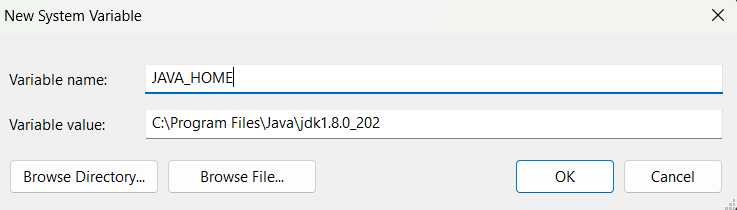 New System Variable
Variable name: JAVA_HOME
Variable value: C:\Program Files\Java\jdk1.8.0_202
Browse Directory... Browse File... OK Cancel